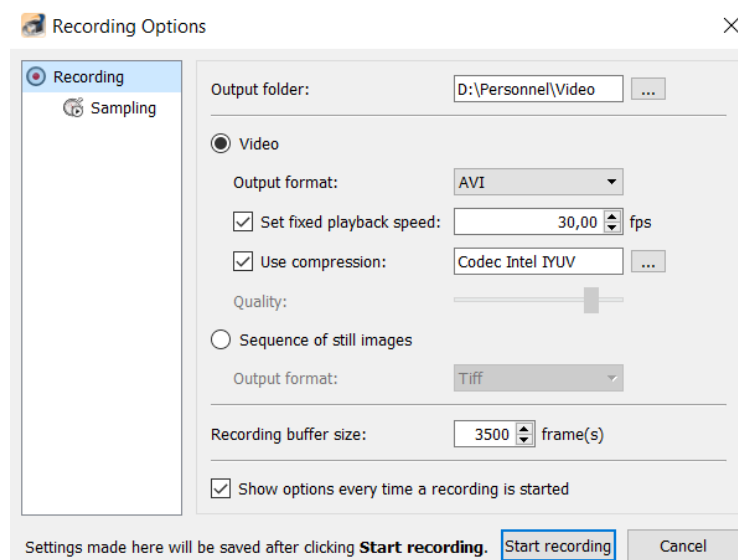 Recording Options
Recording
Sampling
Output folder: D:\Personnel\Video ...
Video
Output format: AVI
Set fixed playback speed: 30,00 fps
Use compression: Codec Intel IYUV ...
Quality:
Sequence of still images
Output format: Tiff
Recording buffer size: 3500 frame(s)
Show options every time a recording is started
Settings made here will be saved after clicking Start recording. Start recording Cancel